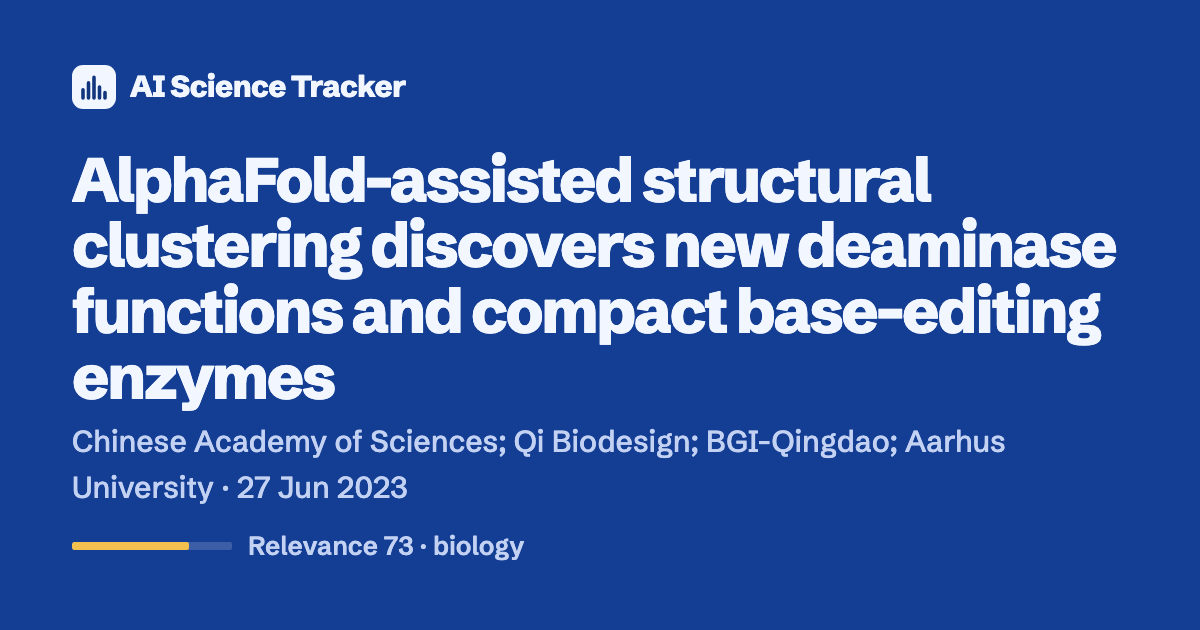 AI Science Tracker
AlphaFold-assisted structural
clustering discovers new deaminase
functions and compact base-editing
enzymes
Chinese Academy of Sciences; Qi Biodesign; BGI-Qingdao; Aarhus
University · 27 Jun 2023
Relevance 73 · biology